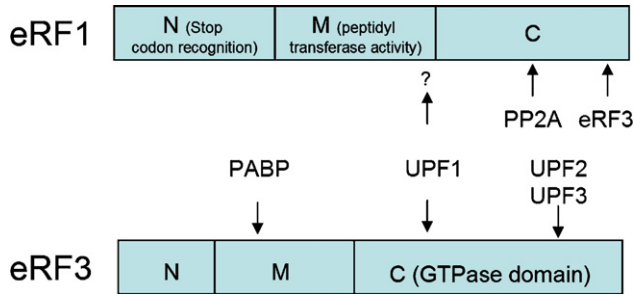 eRF1
N (Stop
codon recognition)
M (peptidyl
transferase activity)
C
?
PP2A eRF3
PABP
UPF1
UPF2
UPF3
eRF3
N
M
C (GTPase domain)